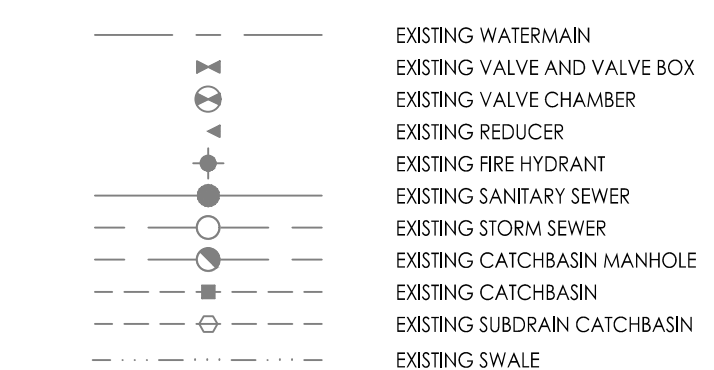 EXISTING WATERMAIN
EXISTING VALVE AND VALVE BOX
EXISTING VALVE CHAMBER
EXISTING REDUCER
EXISTING FIRE HYDRANT
EXISTING SANITARY SEWER
EXISTING STORM SEWER
EXISTING CATCHBASIN MANHOLE
EXISTING CATCHBASIN
EXISTING SUBDRAIN CATCHBASIN
EXISTING SWALE